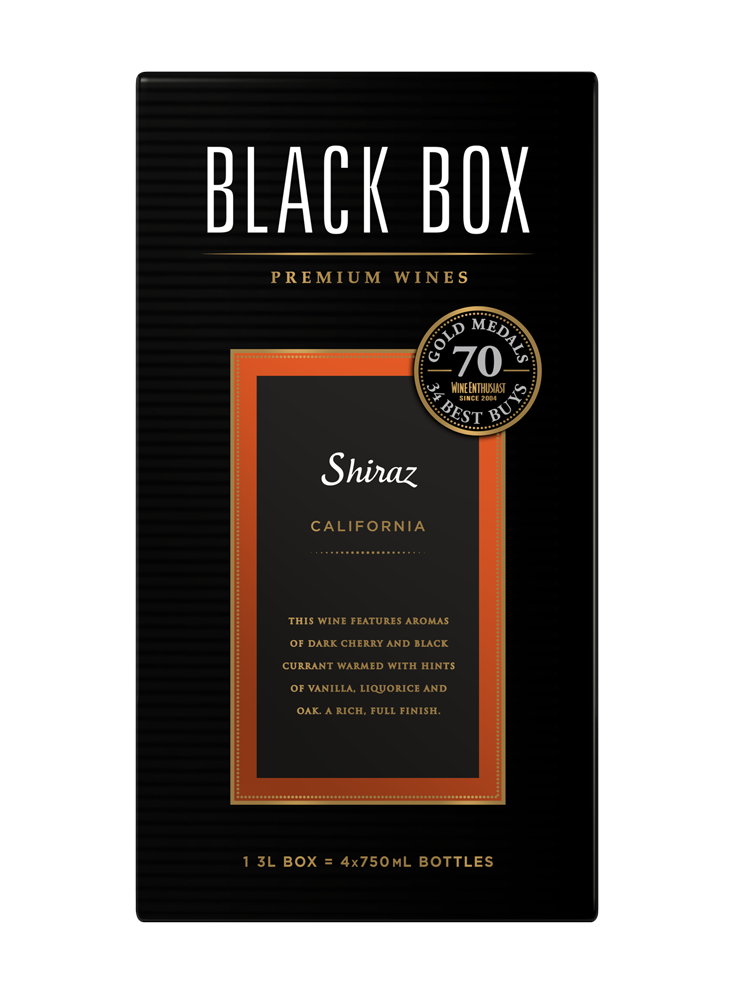 BLACK BOX
PREMIUM WINES
GOLD MEDALS
70
WINE ENTHUSIAST
SINCE 2004
34 BEST BUYS
Shiraz
CALIFORNIA
THIS WINE FEATURES AROMAS
OF DARK CHERRY AND BLACK
CURRANT WARMED WITH HINTS
OF VANILLA, LIQUORICE AND
OAK. A RICH, FULL FINISH.
1 3L BOX = 4x750mL BOTTLES